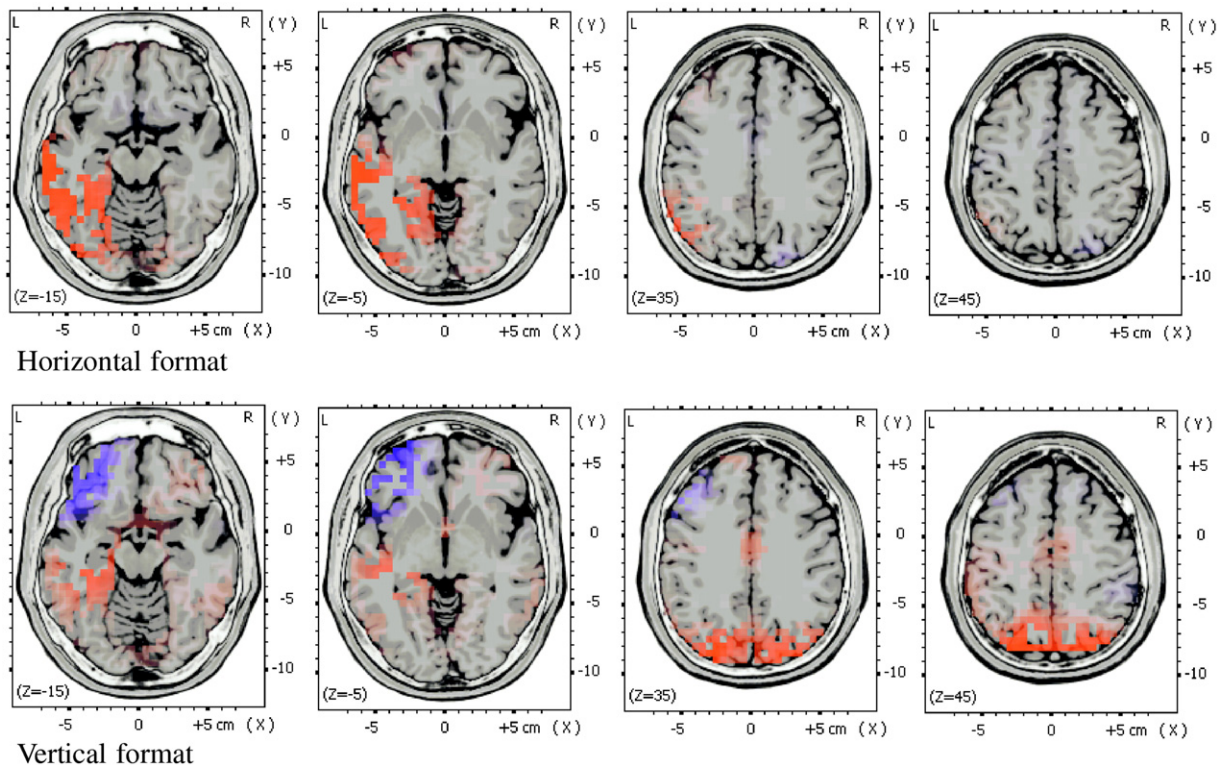 L R (Y) L R (Y) L R (Y) L R (Y)
+5 +5 +5 +5
0 0 0 0
-5 -5 -5 -5
-10 -10 -10 -10
(Z=-15) (Z=-5) (Z=35) (Z=45)
-5 0 +5 cm (X) -5 0 +5 cm (X) -5 0 +5 cm (X) -5 0 +5 cm (X)
Horizontal format
L R (Y) L R (Y) L R (Y) L R (Y)
+5 +5 +5 +5
0 0 0 0
-5 -5 -5 -5
-10 -10 -10 -10
(Z=-15) (Z=-5) (Z=35) (Z=45)
-5 0 +5 cm (X) -5 0 +5 cm (X) -5 0 +5 cm (X) -5 0 +5 cm (X)
Vertical format